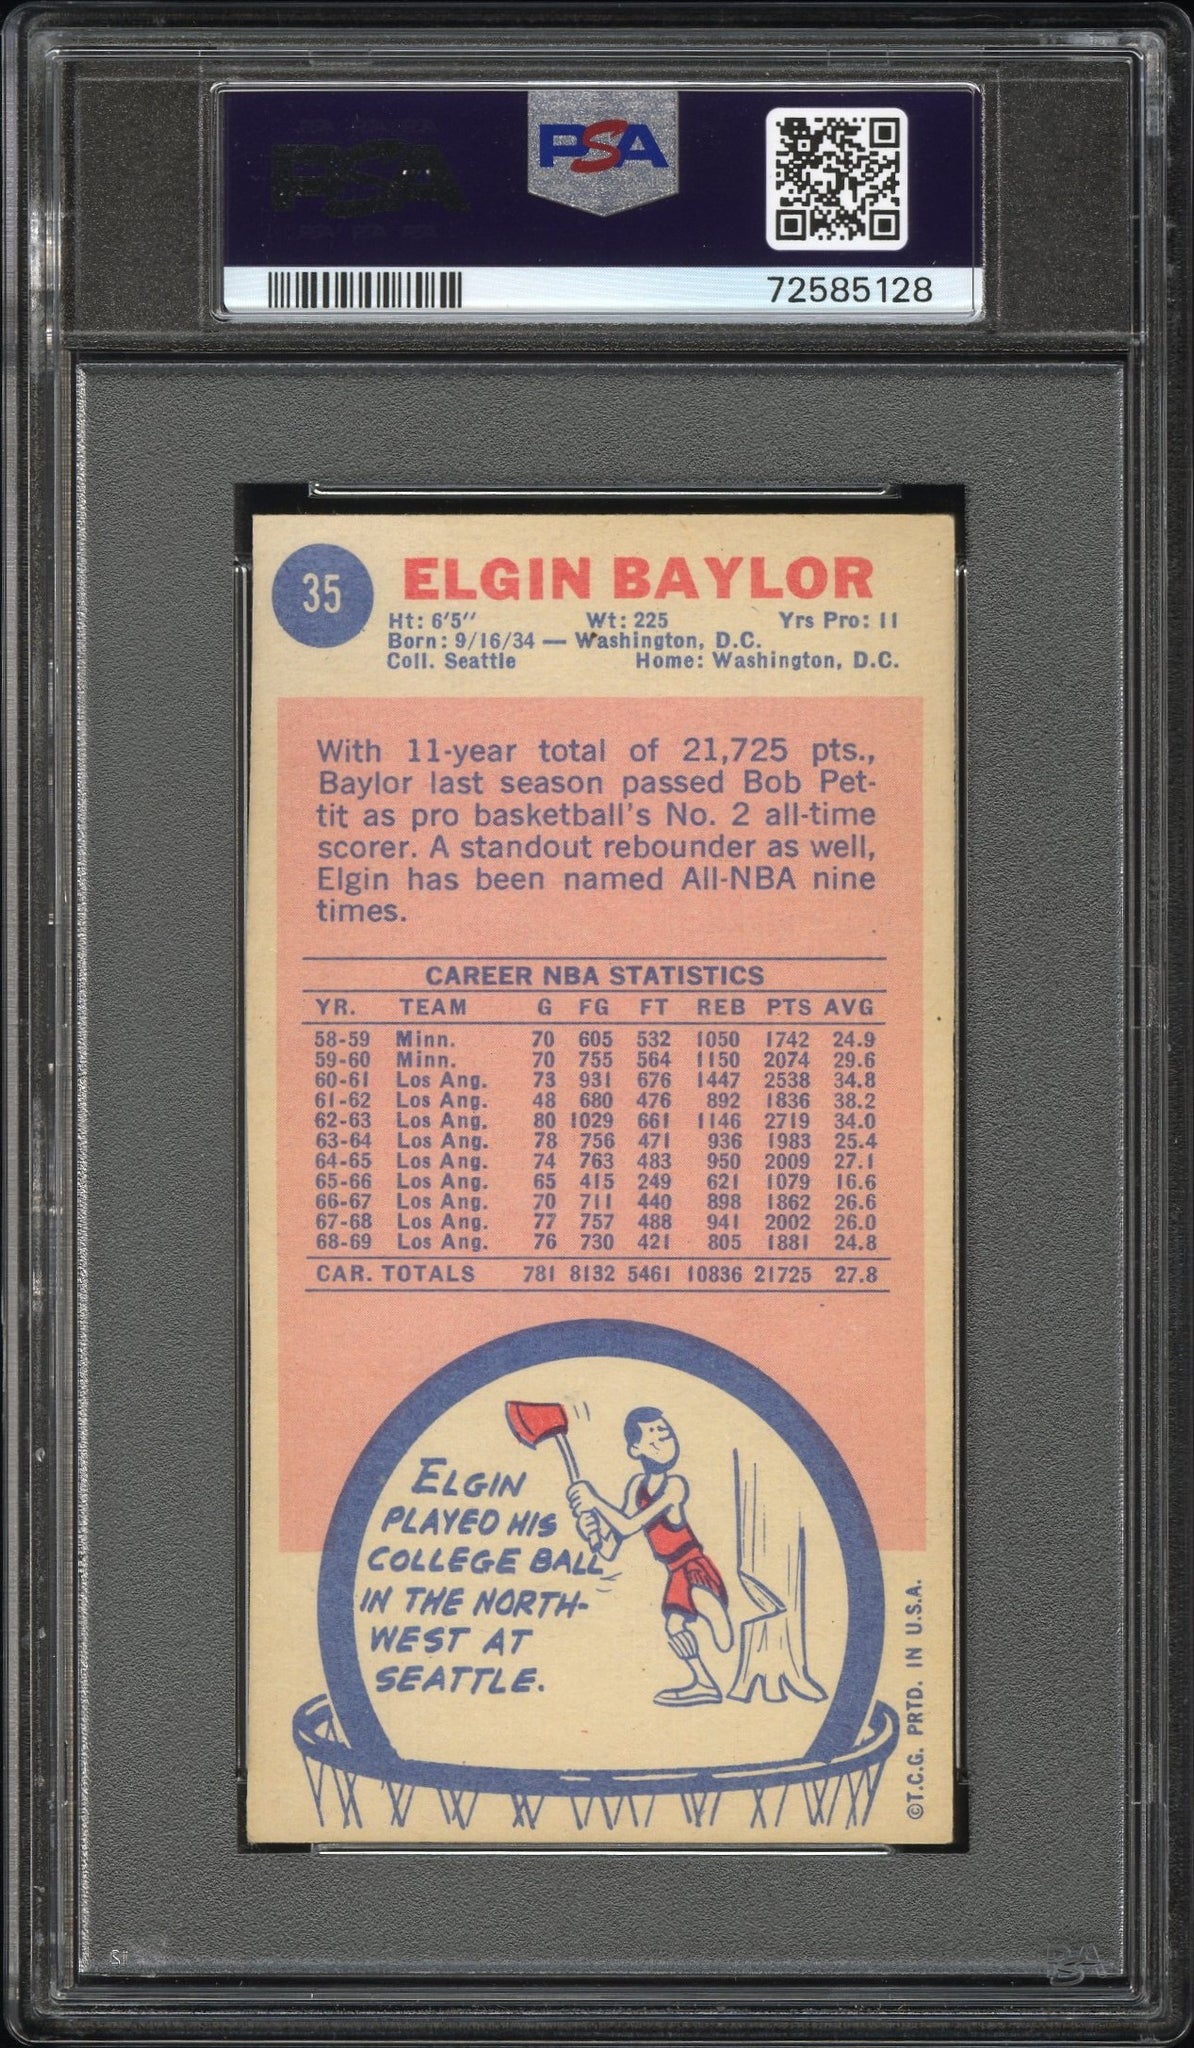 PSA
PSA
72585128
35
ELGIN BAYLOR
Ht: 6'5" Wt: 225 Yrs Pro: 11
Born: 9/16/34 — Washington, D.C.
Coll. Seattle Home: Washington, D.C.
With 11-year total of 21,725 pts.,
Baylor last season passed Bob Pet-
tit as pro basketball's No. 2 all-time
scorer. A standout rebounder as well,
Elgin has been named All-NBA nine
times.
CAREER NBA STATISTICS
YR. TEAM G FG FT REB PTS AVG
58-59 Minn. 70 605 532 1050 1742 24.9
59-60 Minn. 70 755 564 1150 2074 29.6
60-61 Los Ang. 73 931 676 1447 2538 34.8
61-62 Los Ang. 48 680 476 892 1836 38.2
62-63 Los Ang. 80 1029 661 1146 2719 34.0
63-64 Los Ang. 78 756 471 936 1983 25.4
64-65 Los Ang. 74 763 483 950 2009 27.1
65-66 Los Ang. 65 415 249 621 1079 16.6
66-67 Los Ang. 70 711 440 898 1862 26.6
67-68 Los Ang. 77 757 488 941 2002 26.0
68-69 Los Ang. 76 730 421 805 1881 24.8
CAR. TOTALS 781 8132 5461 10836 21725 27.8
ELGIN
PLAYED HIS
COLLEGE BALL
IN THE NORTH-
WEST AT
SEATTLE.
©T.C.G. PRTD. IN U.S.A.
PSA